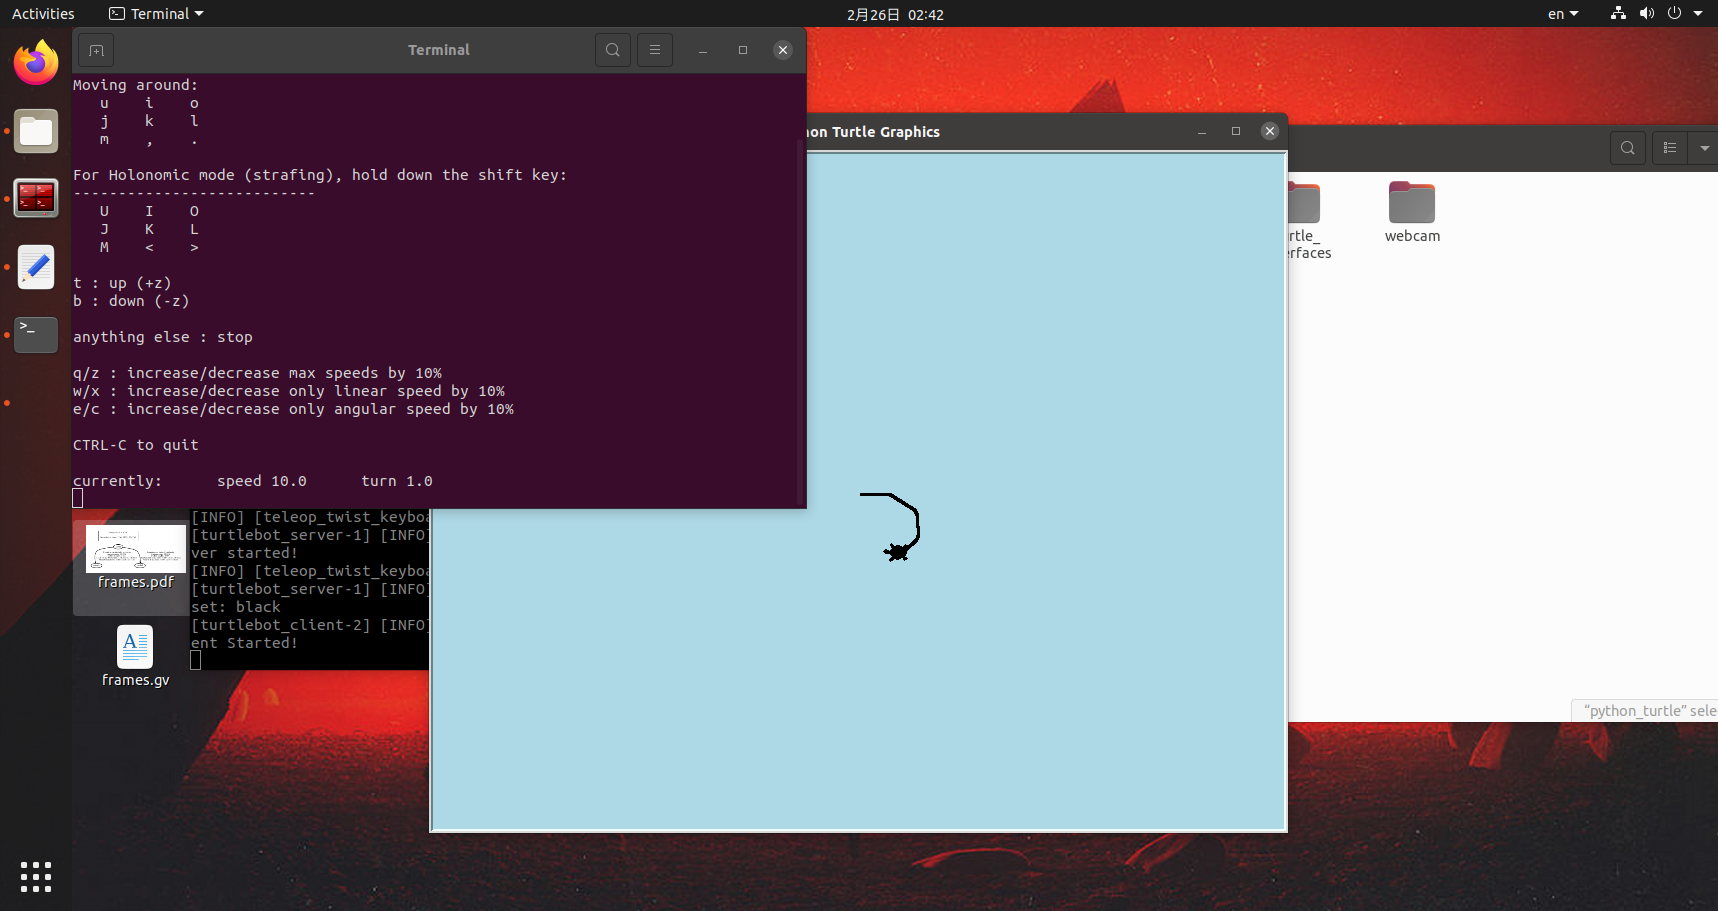 Activities
Terminal
2月26日 02:42
en
Terminal
Moving around:
u i o
j k l
m , .
For Holonomic mode (strafing), hold down the shift key:
---------------------------
U I O
J K L
M < >
t : up (+z)
b : down (-z)
anything else : stop
q/z : increase/decrease max speeds by 10%
w/x : increase/decrease only linear speed by 10%
e/c : increase/decrease only angular speed by 10%
CTRL-C to quit
currently: speed 10.0 turn 1.0
on Turtle Graphics
rtle_
erfaces
webcam
"python_turtle" sele
[INFO] [teleop_twist_keyboa
[turtlebot_server-1] [INFO]
ver started!
[INFO] [teleop_twist_keyboa
[turtlebot_server-1] [INFO]
set: black
[turtlebot_client-2] [INFO]
ent Started!
frames.pdf
frames.gv